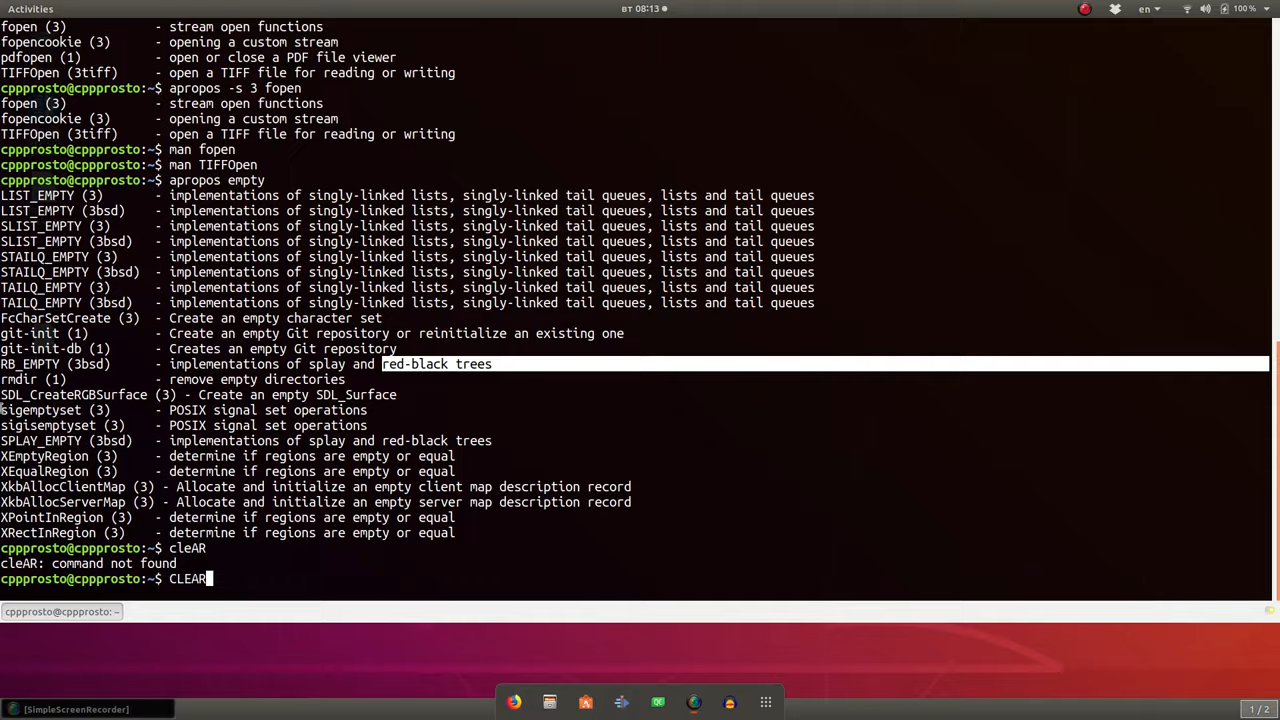 Activities
вт 08:13
en
100 %
fopen (3)            - stream open functions
fopencookie (3)      - opening a custom stream
pdfopen (1)          - open or close a PDF file viewer
TIFFOpen (3tiff)     - open a TIFF file for reading or writing
cppprosto@cppprosto:~$ apropos -s 3 fopen
fopen (3)            - stream open functions
fopencookie (3)      - opening a custom stream
TIFFOpen (3tiff)     - open a TIFF file for reading or writing
cppprosto@cppprosto:~$ man fopen
cppprosto@cppprosto:~$ man TIFFOpen
cppprosto@cppprosto:~$ apropos empty
LIST_EMPTY (3)       - implementations of singly-linked lists, singly-linked tail queues, lists and tail queues
LIST_EMPTY (3bsd)    - implementations of singly-linked lists, singly-linked tail queues, lists and tail queues
SLIST_EMPTY (3)      - implementations of singly-linked lists, singly-linked tail queues, lists and tail queues
SLIST_EMPTY (3bsd)   - implementations of singly-linked lists, singly-linked tail queues, lists and tail queues
STAILQ_EMPTY (3)     - implementations of singly-linked lists, singly-linked tail queues, lists and tail queues
STAILQ_EMPTY (3bsd)  - implementations of singly-linked lists, singly-linked tail queues, lists and tail queues
TAILQ_EMPTY (3)      - implementations of singly-linked lists, singly-linked tail queues, lists and tail queues
TAILQ_EMPTY (3bsd)   - implementations of singly-linked lists, singly-linked tail queues, lists and tail queues
FcCharSetCreate (3)  - Create an empty character set
git-init (1)         - Create an empty Git repository or reinitialize an existing one
git-init-db (1)      - Creates an empty Git repository
RB_EMPTY (3bsd)      - implementations of splay and red-black trees
rmdir (1)            - remove empty directories
SDL_CreateRGBSurface (3) - Create an empty SDL_Surface
sigemptyset (3)      - POSIX signal set operations
sigisemptyset (3)    - POSIX signal set operations
SPLAY_EMPTY (3bsd)   - implementations of splay and red-black trees
XEmptyRegion (3)     - determine if regions are empty or equal
XEqualRegion (3)     - determine if regions are empty or equal
XkbAllocClientMap (3) - Allocate and initialize an empty client map description record
XkbAllocServerMap (3) - Allocate and initialize an empty server map description record
XPointInRegion (3)   - determine if regions are empty or equal
XRectInRegion (3)    - determine if regions are empty or equal
cppprosto@cppprosto:~$ cleAR
cleAR: command not found
cppprosto@cppprosto:~$ CLEAR
cppprosto@cppprosto: ~
[SimpleScreenRecorder]
1 / 2